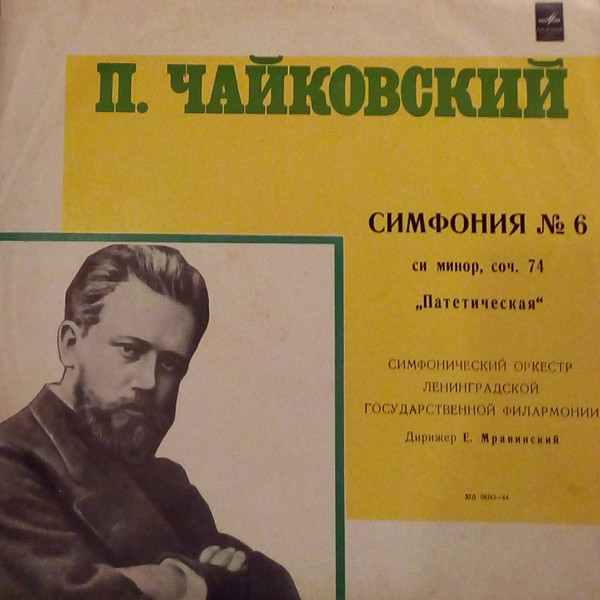 П. ЧАЙКОВСКИЙ
СИМФОНИЯ № 6
си минор, соч. 74
„Патетическая“
СИМФОНИЧЕСКИЙ ОРКЕСТР
ЛЕНИНГРАДСКОЙ
ГОСУДАРСТВЕННОЙ ФИЛАРМОНИИ
Дирижер Е. Мравинский